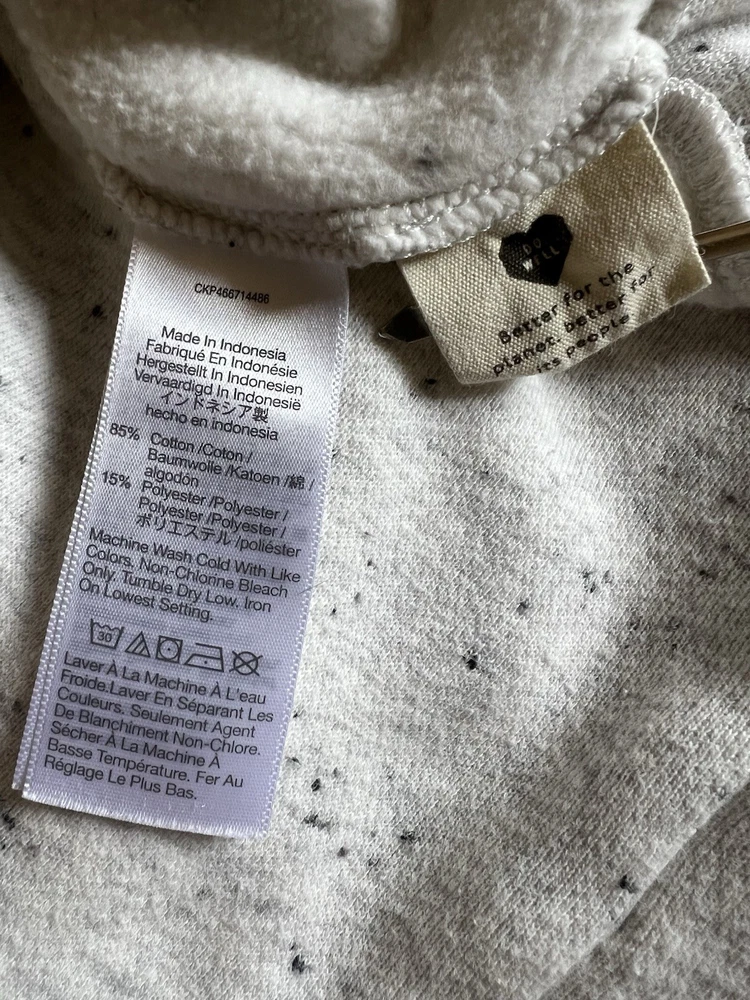 CKP466714486
Made In Indonesia
Fabriqué En Indonésie
Hergestellt In Indonesien
Vervaardigd In Indonesië
インドネシア製
hecho en indonesia
85% Cotton /Coton /
Baumwolle /Katoen /綿 /
algodón
15% Polyester /Polyester /
Polyester /Polyester /
ポリエステル /poliéster
Machine Wash Cold With Like
Colors. Non-Chlorine Bleach
Only. Tumble Dry Low. Iron
On Lowest Setting.
30
Laver À La Machine À L'eau
Froide.Laver En Séparant Les
Couleurs. Seulement Agent
De Blanchiment Non-Chlore.
Sécher À La Machine À
Basse Température. Fer Au
Réglage Le Plus Bas.
DO
WELL
Better for the
planet. better for
its people